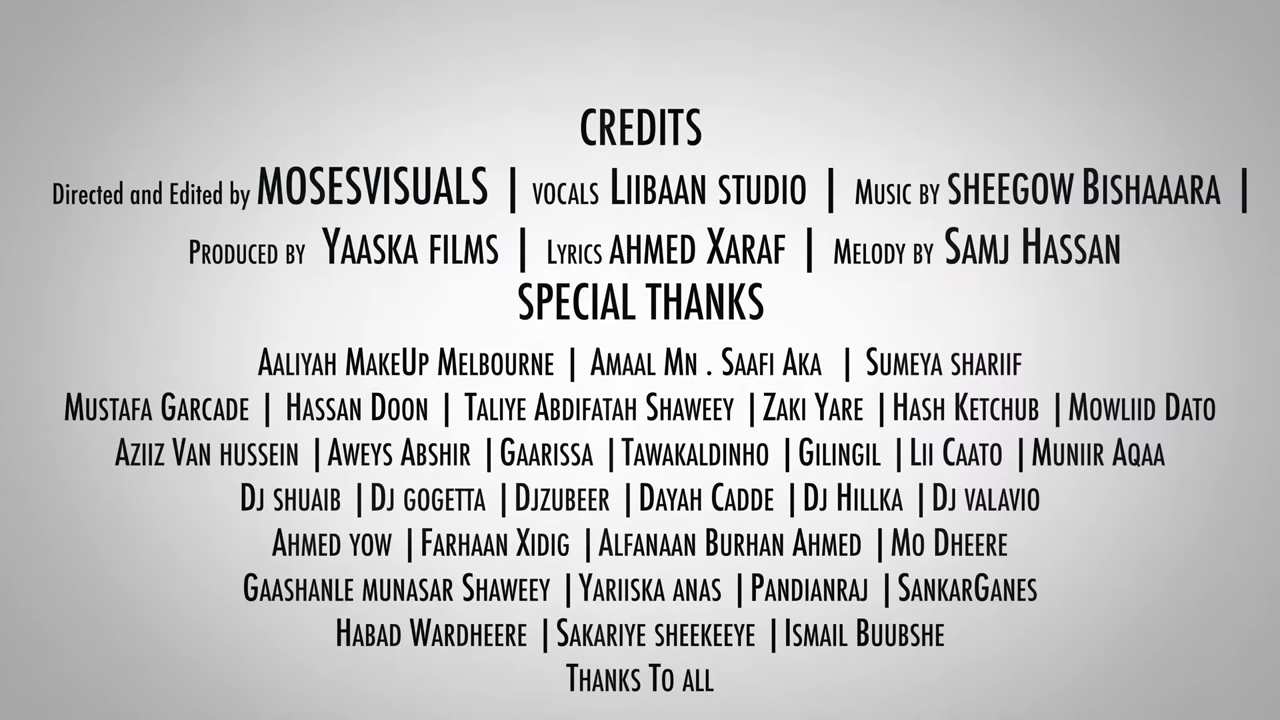 CREDITS
Directed and Edited by MOSESVISUALS | VOCALS LIIBAAN STUDIO | MUSIC BY SHEEGOW BISHAAARA |
PRODUCED BY YAASKA FILMS | LYRICS AHMED XARAF | MELODY BY SAMJ HASSAN
SPECIAL THANKS
AALIYAH MAKEUP MELBOURNE | AMAAL MN . SAAFI AKA | SUMEYA SHARIIF
MUSTAFA GARCADE | HASSAN DOON | TALIYE ABDIFATAH SHAWEEY | ZAKI YARE | HASH KETCHUB | MOWLIID DATO
AZIIZ VAN HUSSEIN | AWEYS ABSHIR | GAARISSA | TAWAKALDINHO | GILINGIL | LII CAATO | MUNIIR AQAA
DJ SHUAIB | DJ GOGETTA | DJZUBEER | DAYAH CADDE | DJ HILLKA | DJ VALAVIO
AHMED YOW | FARHAAN XIDIG | ALFANAAN BURHAN AHMED | MO DHEERE
GAASHANLE MUNASAR SHAWEEY | YARIISKA ANAS | PANDIANRAJ | SANKARGANES
HABAD WARDHEERE | SAKARIYE SHEEKEEYE | ISMAIL BUUBSHE
THANKS TO ALL